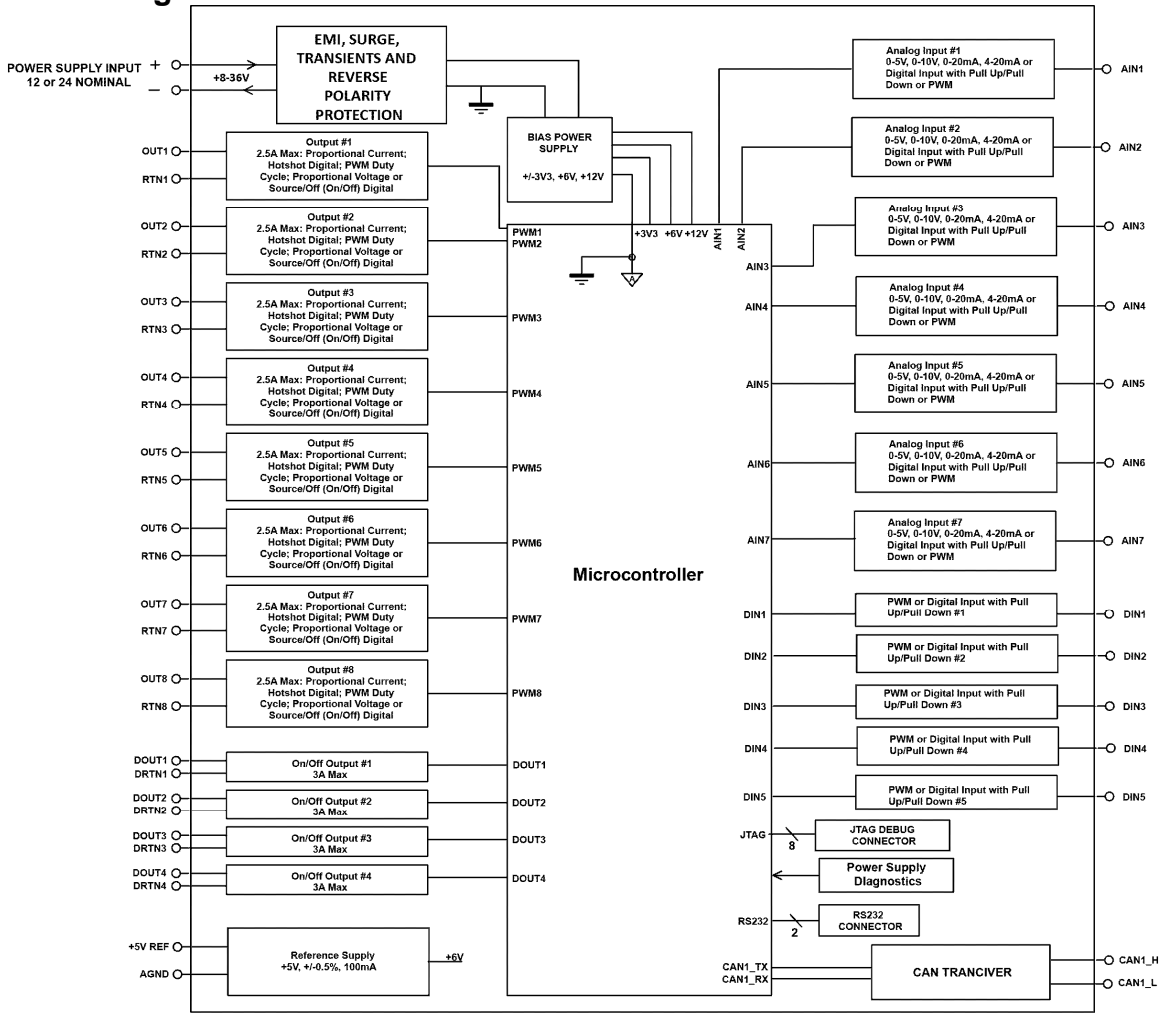 g
POWER SUPPLY INPUT
12 or 24 NOMINAL
+
−
+8-36V
EMI, SURGE,
TRANSIENTS AND
REVERSE
POLARITY
PROTECTION
BIAS POWER
SUPPLY
+/-3V3, +6V, +12V
OUT1
RTN1
Output #1
2.5A Max: Proportional Current;
Hotshot Digital; PWM Duty
Cycle; Proportional Voltage or
Source/Off (On/Off) Digital
OUT2
RTN2
Output #2
2.5A Max: Proportional Current;
Hotshot Digital; PWM Duty
Cycle; Proportional Voltage or
Source/Off (On/Off) Digital
OUT3
RTN3
Output #3
2.5A Max: Proportional Current;
Hotshot Digital; PWM Duty
Cycle; Proportional Voltage or
Source/Off (On/Off) Digital
OUT4
RTN4
Output #4
2.5A Max: Proportional Current;
Hotshot Digital; PWM Duty
Cycle; Proportional Voltage or
Source/Off (On/Off) Digital
OUT5
RTN5
Output #5
2.5A Max: Proportional Current;
Hotshot Digital; PWM Duty
Cycle; Proportional Voltage or
Source/Off (On/Off) Digital
OUT6
RTN6
Output #6
2.5A Max: Proportional Current;
Hotshot Digital; PWM Duty
Cycle; Proportional Voltage or
Source/Off (On/Off) Digital
OUT7
RTN7
Output #7
2.5A Max: Proportional Current;
Hotshot Digital; PWM Duty
Cycle; Proportional Voltage or
Source/Off (On/Off) Digital
OUT8
RTN8
Output #8
2.5A Max: Proportional Current;
Hotshot Digital; PWM Duty
Cycle; Proportional Voltage or
Source/Off (On/Off) Digital
DOUT1
DRTN1
On/Off Output #1
3A Max
DOUT2
DRTN2
On/Off Output #2
3A Max
DOUT3
DRTN3
On/Off Output #3
3A Max
DOUT4
DRTN4
On/Off Output #4
3A Max
+5V REF
AGND
Reference Supply
+5V, +/-0.5%, 100mA
+6V
PWM1
PWM2
PWM3
PWM4
PWM5
PWM6
PWM7
PWM8
DOUT1
DOUT2
DOUT3
DOUT4
+3V3 +6V +12V
AIN1
AIN2
A
Microcontroller
AIN3
AIN4
AIN5
AIN6
AIN7
DIN1
DIN2
DIN3
DIN4
DIN5
JTAG
RS232
CAN1_TX
CAN1_RX
Analog Input #1
0-5V, 0-10V, 0-20mA, 4-20mA or
Digital Input with Pull Up/Pull
Down or PWM
AIN1
Analog Input #2
0-5V, 0-10V, 0-20mA, 4-20mA or
Digital Input with Pull Up/Pull
Down or PWM
AIN2
Analog Input #3
0-5V, 0-10V, 0-20mA, 4-20mA or
Digital Input with Pull Up/Pull
Down or PWM
AIN3
Analog Input #4
0-5V, 0-10V, 0-20mA, 4-20mA or
Digital Input with Pull Up/Pull
Down or PWM
AIN4
Analog Input #5
0-5V, 0-10V, 0-20mA, 4-20mA or
Digital Input with Pull Up/Pull
Down or PWM
AIN5
Analog Input #6
0-5V, 0-10V, 0-20mA, 4-20mA or
Digital Input with Pull Up/Pull
Down or PWM
AIN6
Analog Input #7
0-5V, 0-10V, 0-20mA, 4-20mA or
Digital Input with Pull Up/Pull
Down or PWM
AIN7
PWM or Digital Input with Pull
Up/Pull Down #1
DIN1
PWM or Digital Input with Pull
Up/Pull Down #2
DIN2
PWM or Digital Input with Pull
Up/Pull Down #3
DIN3
PWM or Digital Input with Pull
Up/Pull Down #4
DIN4
PWM or Digital Input with Pull
Up/Pull Down #5
DIN5
8
JTAG DEBUG
CONNECTOR
Power Supply
DIagnostics
2
RS232
CONNECTOR
CAN TRANCIVER
CAN1_H
CAN1_L